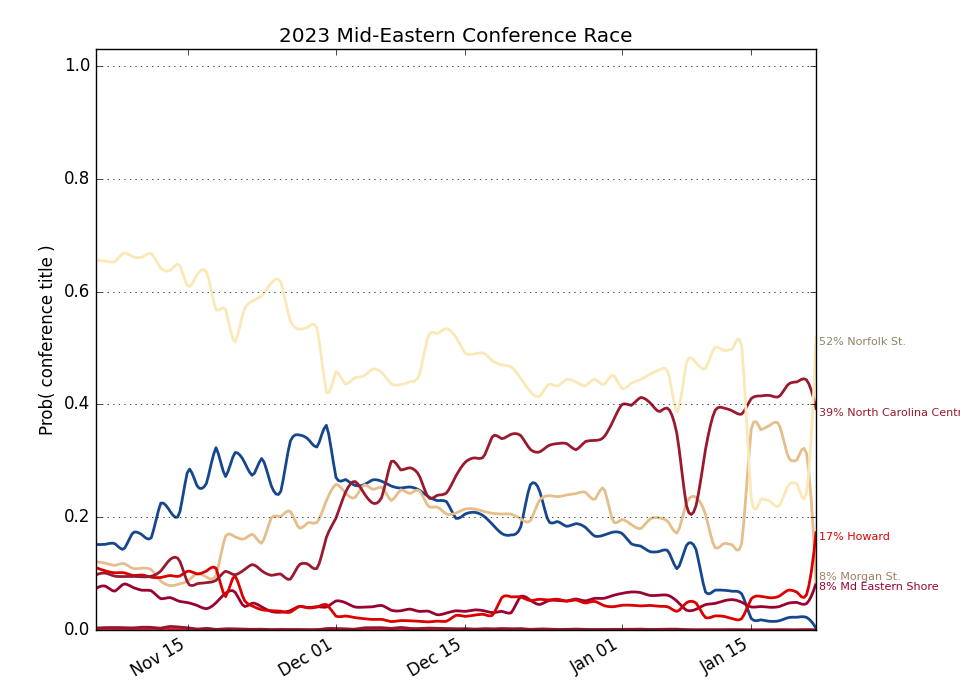 2023 Mid-Eastern Conference Race
Prob( conference title )
1.0
0.8
0.6
0.4
0.2
0.0
Nov 15
Dec 01
Dec 15
Jan 01
Jan 15
52% Norfolk St.
39% North Carolina Centr
17% Howard
8% Morgan St.
8% Md Eastern Shore